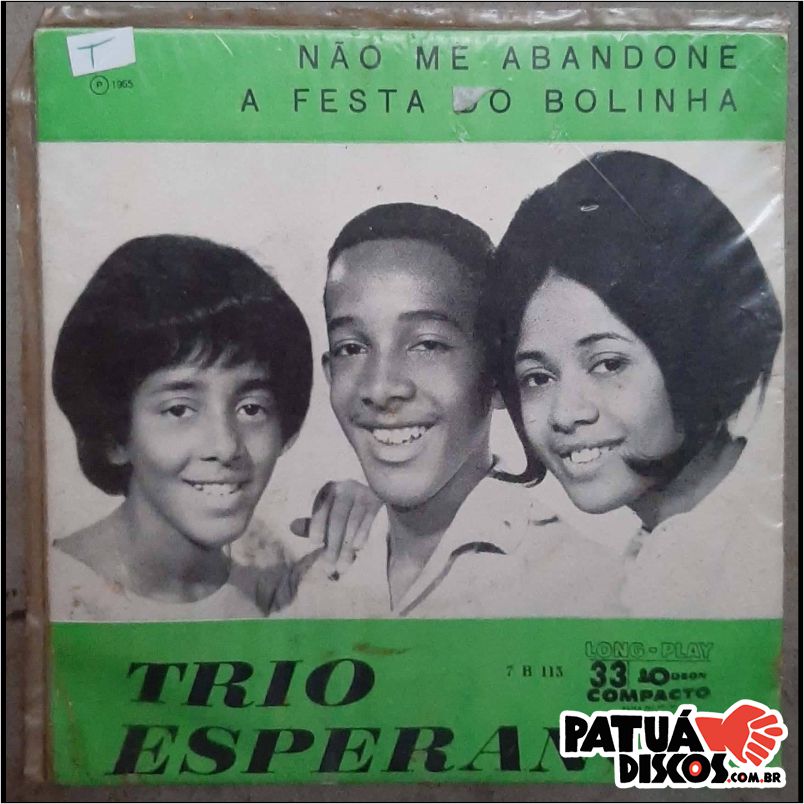 T
NÃO ME ABANDONE
℗ 1965
A FESTA DO BOLINHA
TRIO
7 B 113
LONG-PLAY
33 ODEON
COMPACTO
ESPERAN
PATUÁ
DISCOS.COM.BR